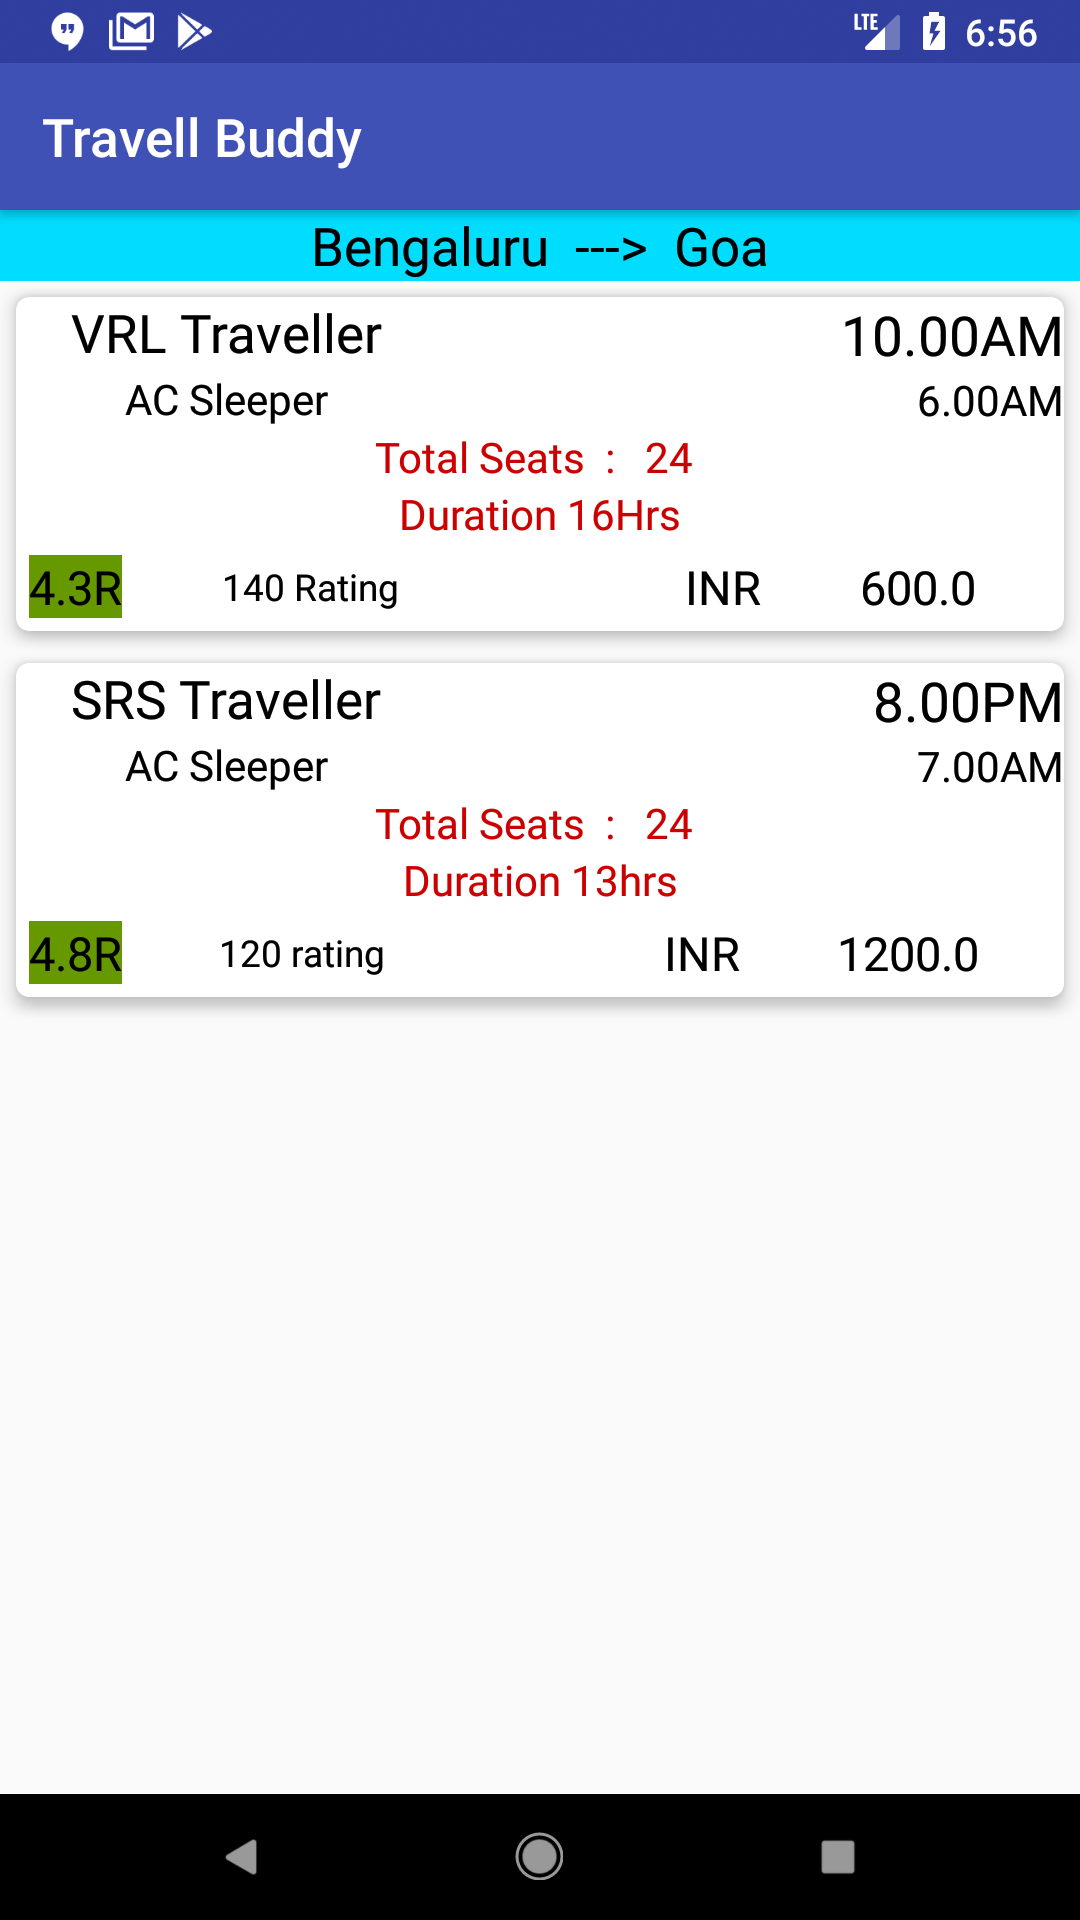 LTE 6:56
Travell Buddy
Bengaluru ---> Goa
VRL Traveller 10.00AM
AC Sleeper 6.00AM
Total Seats : 24
Duration 16Hrs
4.3R 140 Rating INR 600.0
SRS Traveller 8.00PM
AC Sleeper 7.00AM
Total Seats : 24
Duration 13hrs
4.8R 120 rating INR 1200.0